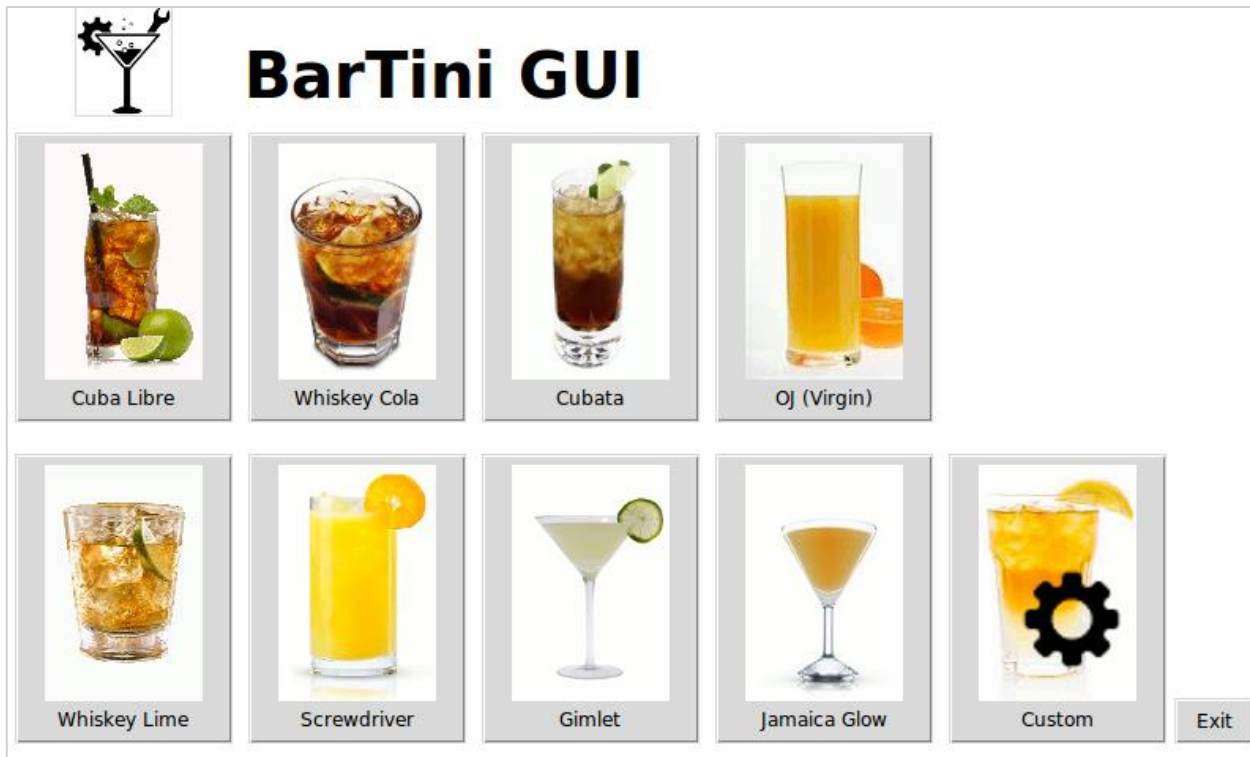 BarTini GUI
Cuba Libre
Whiskey Cola
Cubata
OJ (Virgin)
Whiskey Lime
Screwdriver
Gimlet
Jamaica Glow
Custom
Exit